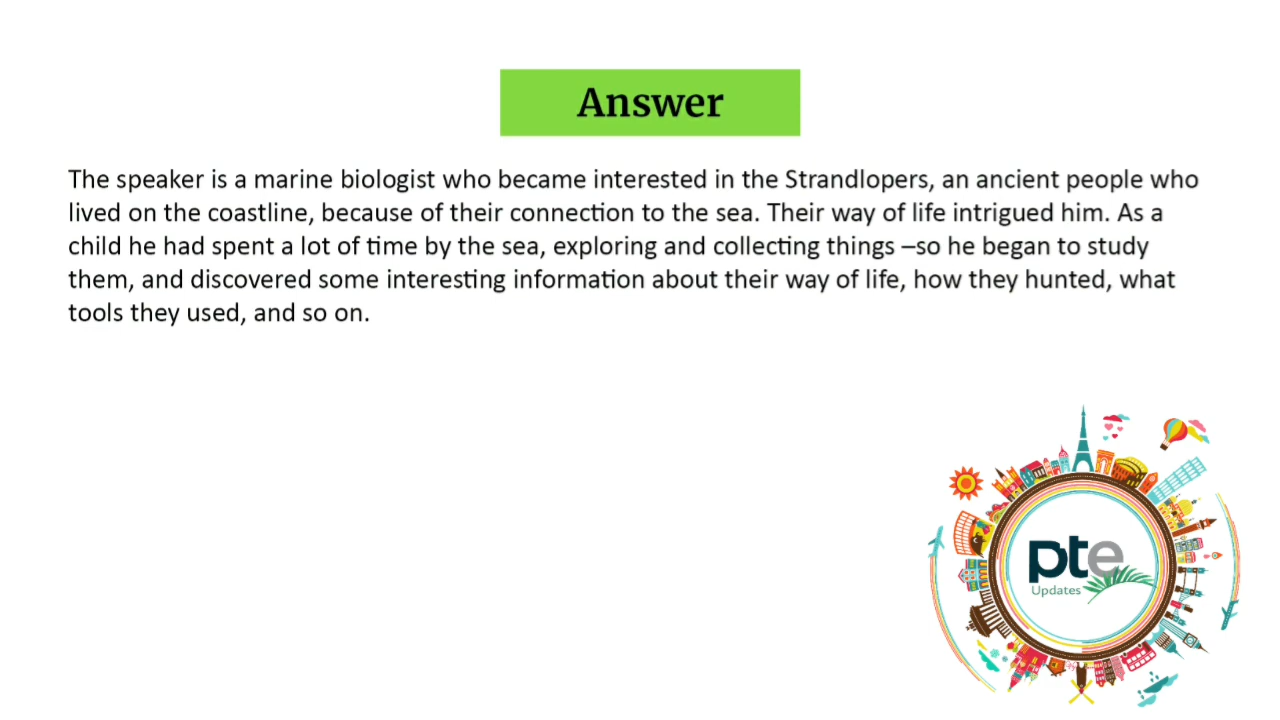 Answer
The speaker is a marine biologist who became interested in the Strandlopers, an ancient people who
lived on the coastline, because of their connection to the sea. Their way of life intrigued him. As a
child he had spent a lot of time by the sea, exploring and collecting things –so he began to study
them, and discovered some interesting information about their way of life, how they hunted, what
tools they used, and so on.
pte
Updates